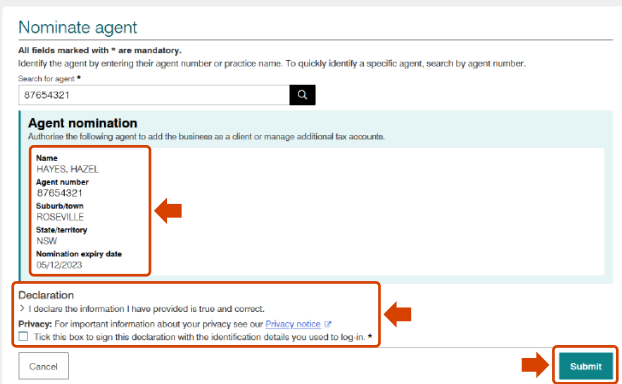 Nominate agent
All fields marked with * are mandatory.
Identify the agent by entering their agent number or practice name. To quickly identify a specific agent, search by agent number.
Search for agent *
87654321
Agent nomination
Authorise the following agent to add the business as a client or manage additional tax accounts.
Name
HAYES, HAZEL
Agent number
87654321
Suburb/town
ROSEVILLE
State/territory
NSW
Nomination expiry date
05/12/2023
Declaration
> I declare the information I have provided is true and correct.
Privacy: For important information about your privacy see our Privacy notice
Tick this box to sign this declaration with the identification details you used to log-in. *
Cancel
Submit